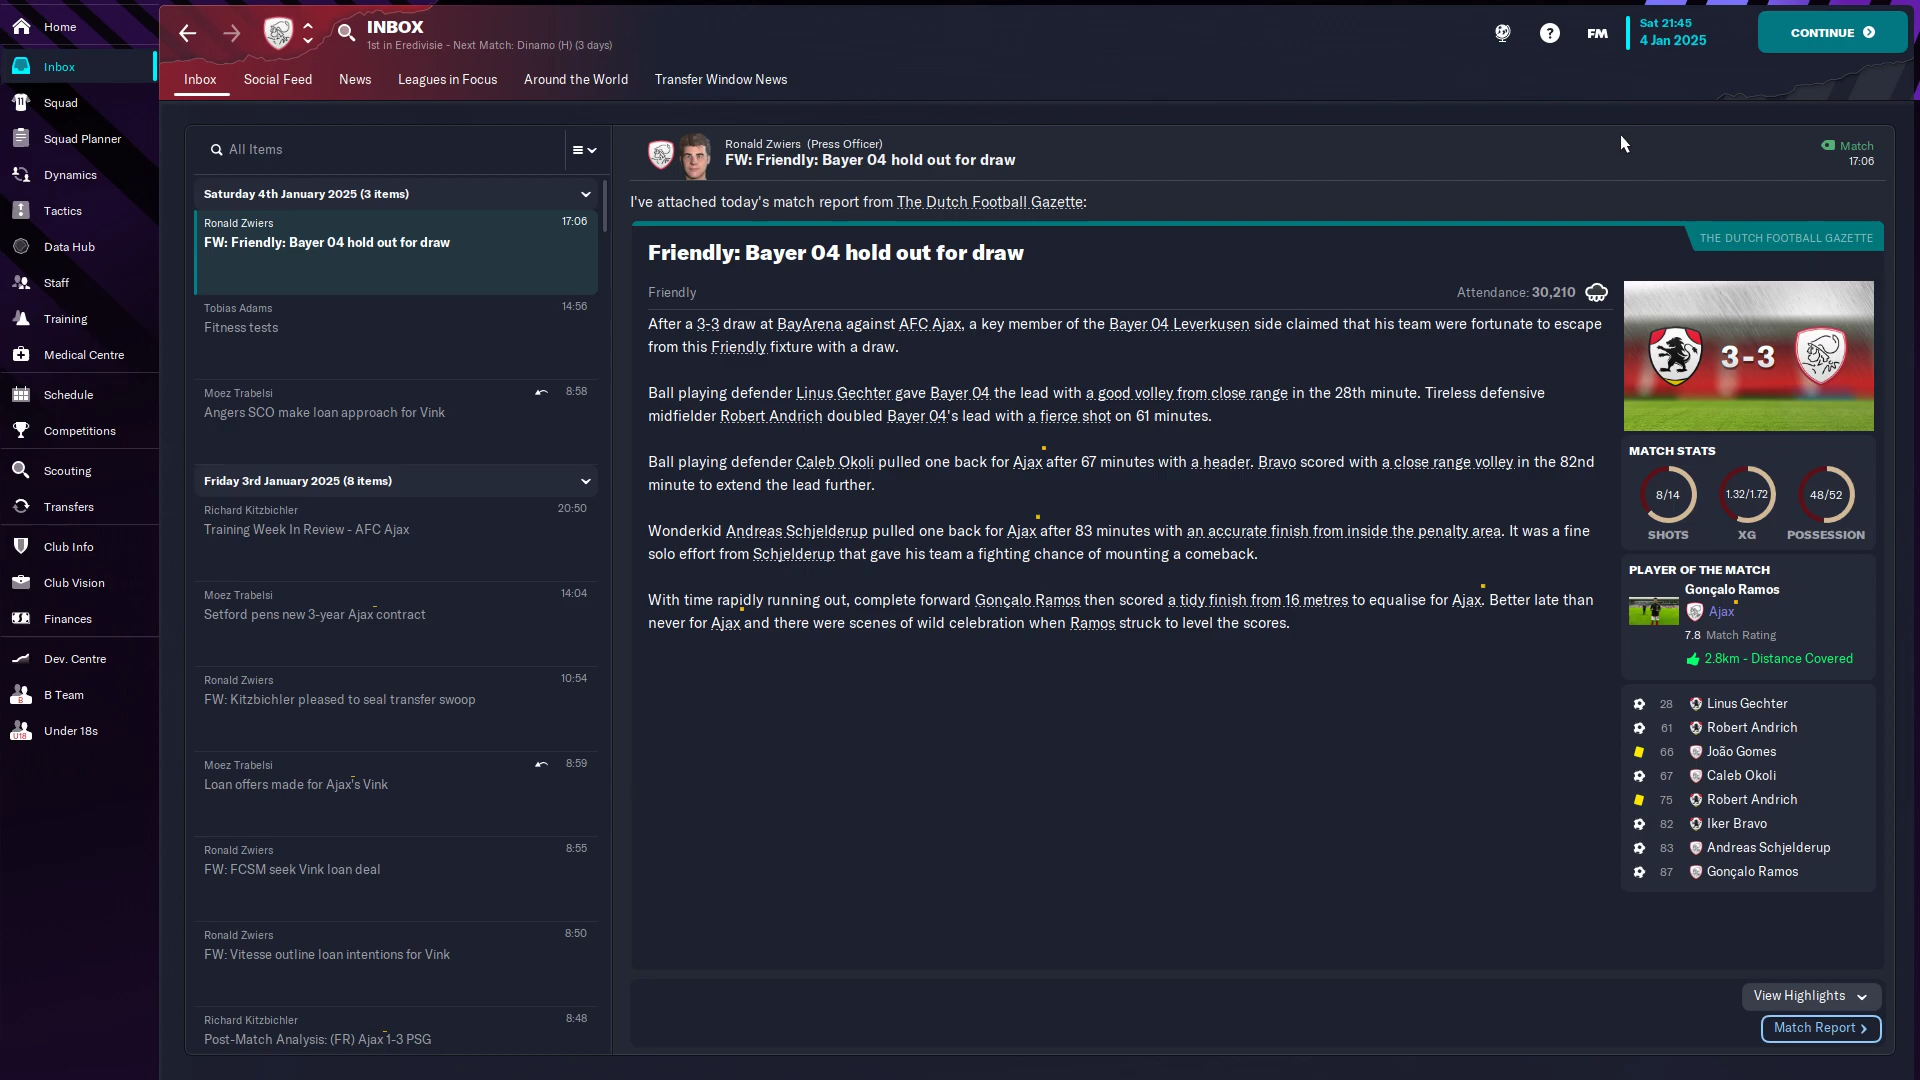 Home
Inbox
Squad
Squad Planner
Dynamics
Tactics
Data Hub
Staff
Training
Medical Centre
Schedule
Competitions
Scouting
Transfers
Club Info
Club Vision
Finances
Dev. Centre
B Team
Under 18s
INBOX
1st in Eredivisie - Next Match: Dinamo (H) (3 days)
FM
Sat 21:45
4 Jan 2025
CONTINUE
Inbox Social Feed News Leagues in Focus Around the World Transfer Window News
All Items
Saturday 4th January 2025 (3 items)
Ronald Zwiers 17:06
FW: Friendly: Bayer 04 hold out for draw
Tobias Adams 14:56
Fitness tests
Moez Trabelsi 8:58
Angers SCO make loan approach for Vink
Friday 3rd January 2025 (8 items)
Richard Kitzbichler 20:50
Training Week In Review - AFC Ajax
Moez Trabelsi 14:04
Setford pens new 3-year Ajax contract
Ronald Zwiers 10:54
FW: Kitzbichler pleased to seal transfer swoop
Moez Trabelsi 8:59
Loan offers made for Ajax's Vink
Ronald Zwiers 8:55
FW: FCSM seek Vink loan deal
Ronald Zwiers 8:50
FW: Vitesse outline loan intentions for Vink
Richard Kitzbichler 8:48
Post-Match Analysis: (FR) Ajax 1-3 PSG
Ronald Zwiers (Press Officer)
FW: Friendly: Bayer 04 hold out for draw
Match
17:06
I've attached today's match report from The Dutch Football Gazette:
THE DUTCH FOOTBALL GAZETTE
Friendly: Bayer 04 hold out for draw
Friendly Attendance: 30,210
After a 3-3 draw at BayArena against AFC Ajax, a key member of the Bayer 04 Leverkusen side claimed that his team were fortunate to escape
from this Friendly fixture with a draw.
Ball playing defender Linus Gechter gave Bayer 04 the lead with a good volley from close range in the 28th minute. Tireless defensive
midfielder Robert Andrich doubled Bayer 04's lead with a fierce shot on 61 minutes.
Ball playing defender Caleb Okoli pulled one back for Ajax after 67 minutes with a header. Bravo scored with a close range volley in the 82nd
minute to extend the lead further.
Wonderkid Andreas Schjelderup pulled one back for Ajax after 83 minutes with an accurate finish from inside the penalty area. It was a fine
solo effort from Schjelderup that gave his team a fighting chance of mounting a comeback.
With time rapidly running out, complete forward Gonçalo Ramos then scored a tidy finish from 16 metres to equalise for Ajax. Better late than
never for Ajax and there were scenes of wild celebration when Ramos struck to level the scores.
3-3
MATCH STATS
8/14 1.32/1.72 48/52
SHOTS XG POSSESSION
PLAYER OF THE MATCH
Gonçalo Ramos
Ajax
7.8 Match Rating
2.8km - Distance Covered
28 Linus Gechter
61 Robert Andrich
66 João Gomes
67 Caleb Okoli
75 Robert Andrich
82 Iker Bravo
83 Andreas Schjelderup
87 Gonçalo Ramos
View Highlights
Match Report